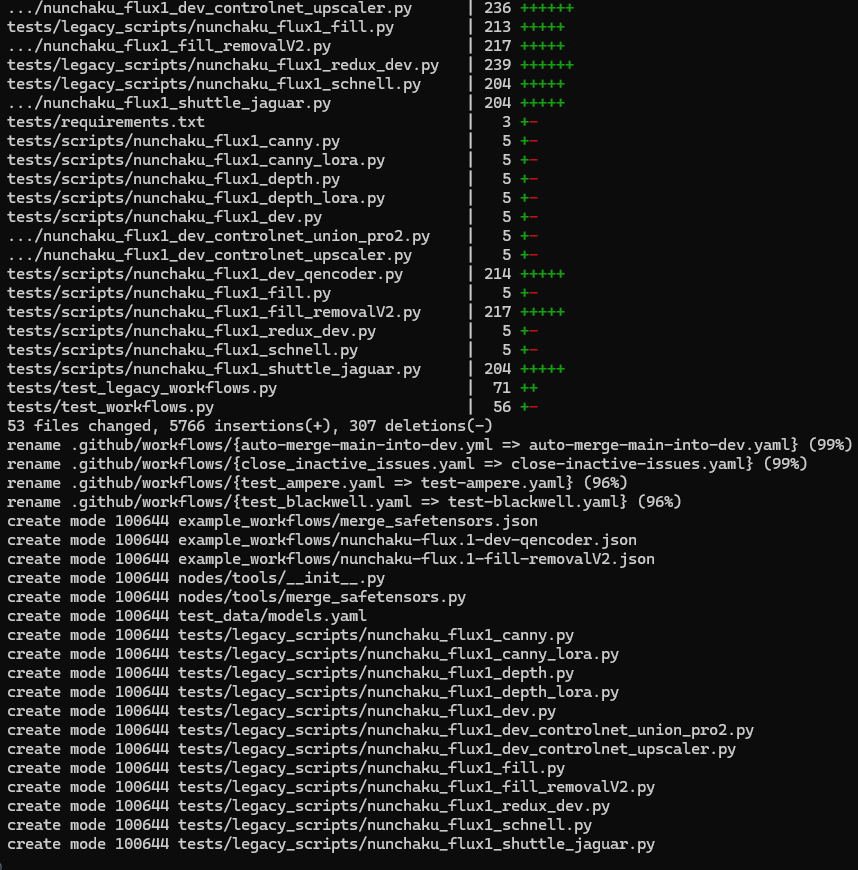 .../nunchaku_flux1_dev_controlnet_upscaler.py | 236 ++++++
tests/legacy_scripts/nunchaku_flux1_fill.py | 213 +++++
.../nunchaku_flux1_fill_removalV2.py | 217 +++++
tests/legacy_scripts/nunchaku_flux1_redux_dev.py | 239 ++++++
tests/legacy_scripts/nunchaku_flux1_schnell.py | 204 +++++
.../nunchaku_flux1_shuttle_jaguar.py | 204 +++++
tests/requirements.txt | 3 +-
tests/scripts/nunchaku_flux1_canny.py | 5 +-
tests/scripts/nunchaku_flux1_canny_lora.py | 5 +-
tests/scripts/nunchaku_flux1_depth.py | 5 +-
tests/scripts/nunchaku_flux1_depth_lora.py | 5 +-
tests/scripts/nunchaku_flux1_dev.py | 5 +-
.../nunchaku_flux1_dev_controlnet_union_pro2.py | 5 +-
.../nunchaku_flux1_dev_controlnet_upscaler.py | 5 +-
tests/scripts/nunchaku_flux1_dev_qencoder.py | 214 +++++
tests/scripts/nunchaku_flux1_fill.py | 5 +-
tests/scripts/nunchaku_flux1_fill_removalV2.py | 217 +++++
tests/scripts/nunchaku_flux1_redux_dev.py | 5 +-
tests/scripts/nunchaku_flux1_schnell.py | 5 +-
tests/scripts/nunchaku_flux1_shuttle_jaguar.py | 204 +++++
tests/test_legacy_workflows.py | 71 ++
tests/test_workflows.py | 56 +-
53 files changed, 5766 insertions(+), 307 deletions(-)
rename .github/workflows/{auto-merge-main-into-dev.yml => auto-merge-main-into-dev.yaml} (99%)
rename .github/workflows/{close_inactive_issues.yaml => close-inactive-issues.yaml} (99%)
rename .github/workflows/{test_ampere.yaml => test-ampere.yaml} (96%)
rename .github/workflows/{test_blackwell.yaml => test-blackwell.yaml} (96%)
create mode 100644 example_workflows/merge_safetensors.json
create mode 100644 example_workflows/nunchaku-flux.1-dev-qencoder.json
create mode 100644 example_workflows/nunchaku-flux.1-fill-removalV2.json
create mode 100644 nodes/tools/__init__.py
create mode 100644 nodes/tools/merge_safetensors.py
create mode 100644 test_data/models.yaml
create mode 100644 tests/legacy_scripts/nunchaku_flux1_canny.py
create mode 100644 tests/legacy_scripts/nunchaku_flux1_canny_lora.py
create mode 100644 tests/legacy_scripts/nunchaku_flux1_depth.py
create mode 100644 tests/legacy_scripts/nunchaku_flux1_depth_lora.py
create mode 100644 tests/legacy_scripts/nunchaku_flux1_dev.py
create mode 100644 tests/legacy_scripts/nunchaku_flux1_dev_controlnet_union_pro2.py
create mode 100644 tests/legacy_scripts/nunchaku_flux1_dev_controlnet_upscaler.py
create mode 100644 tests/legacy_scripts/nunchaku_flux1_fill.py
create mode 100644 tests/legacy_scripts/nunchaku_flux1_fill_removalV2.py
create mode 100644 tests/legacy_scripts/nunchaku_flux1_redux_dev.py
create mode 100644 tests/legacy_scripts/nunchaku_flux1_schnell.py
create mode 100644 tests/legacy_scripts/nunchaku_flux1_shuttle_jaguar.py